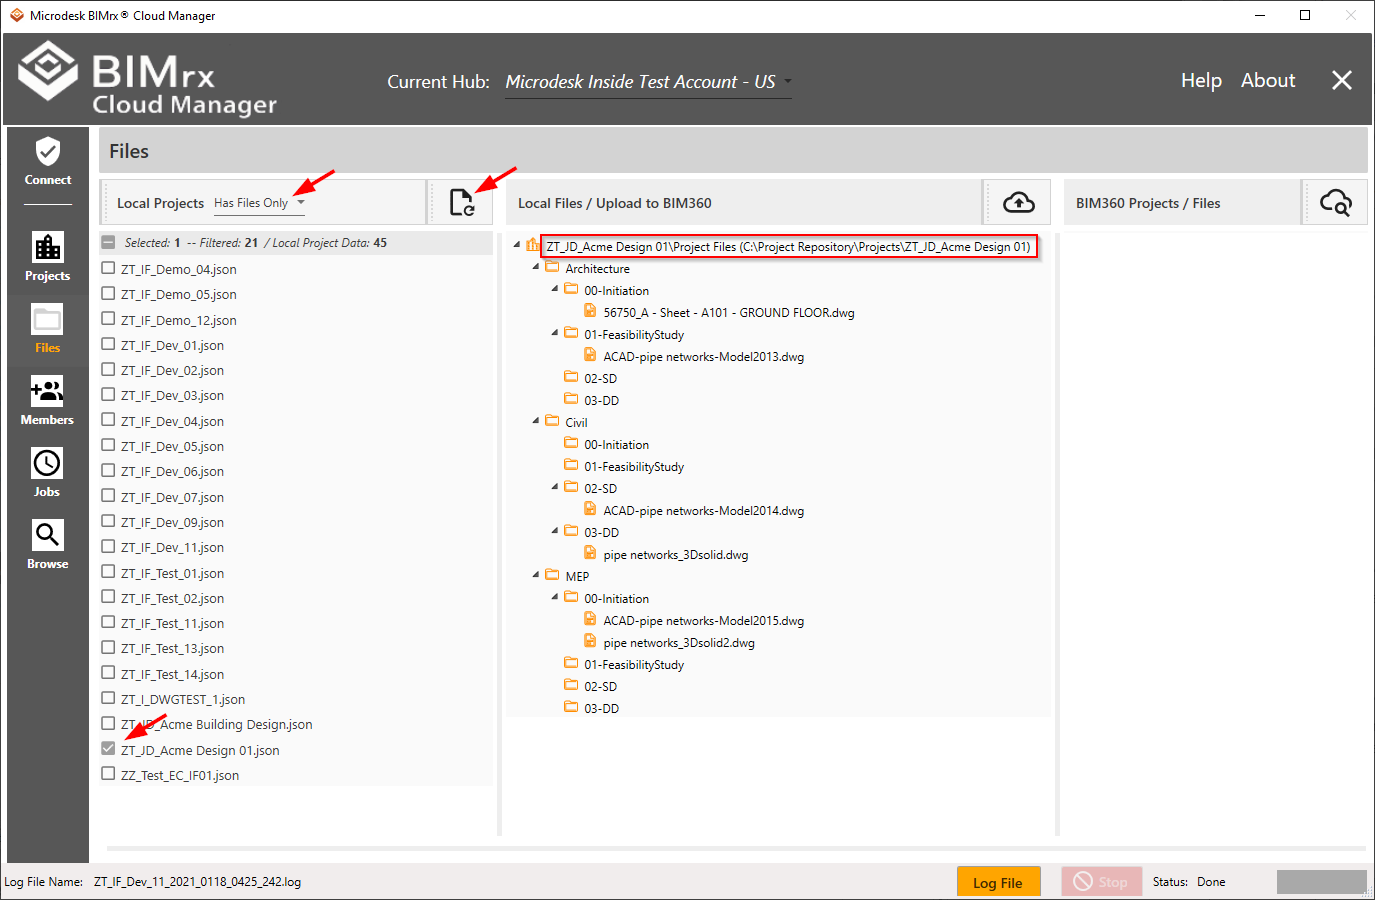 Microdesk BIMrx® Cloud Manager
BIMrx
Cloud Manager
Current Hub: Microdesk Inside Test Account - US
Help About
Connect
Projects
Files
Members
Jobs
Browse
Files
Local Projects Has Files Only
Selected: 1 -- Filtered: 21 / Local Project Data: 45
ZT_IF_Demo_04.json
ZT_IF_Demo_05.json
ZT_IF_Demo_12.json
ZT_IF_Dev_01.json
ZT_IF_Dev_02.json
ZT_IF_Dev_03.json
ZT_IF_Dev_04.json
ZT_IF_Dev_05.json
ZT_IF_Dev_06.json
ZT_IF_Dev_07.json
ZT_IF_Dev_09.json
ZT_IF_Dev_11.json
ZT_IF_Test_01.json
ZT_IF_Test_02.json
ZT_IF_Test_11.json
ZT_IF_Test_13.json
ZT_IF_Test_14.json
ZT_I_DWGTEST_1.json
ZT_JD_Acme Building Design.json
ZT_JD_Acme Design 01.json
ZZ_Test_EC_IF01.json
Local Files / Upload to BIM360
ZT_JD_Acme Design 01\Project Files (C:\Project Repository\Projects\ZT_JD_Acme Design 01)
Architecture
00-Initiation
56750_A - Sheet - A101 - GROUND FLOOR.dwg
01-FeasibilityStudy
ACAD-pipe networks-Model2013.dwg
02-SD
03-DD
Civil
00-Initiation
01-FeasibilityStudy
02-SD
ACAD-pipe networks-Model2014.dwg
03-DD
pipe networks_3Dsolid.dwg
MEP
00-Initiation
ACAD-pipe networks-Model2015.dwg
pipe networks_3Dsolid2.dwg
01-FeasibilityStudy
02-SD
03-DD
BIM360 Projects / Files
Log File Name: ZT_IF_Dev_11_2021_0118_0425_242.log
Log File
Stop
Status: Done